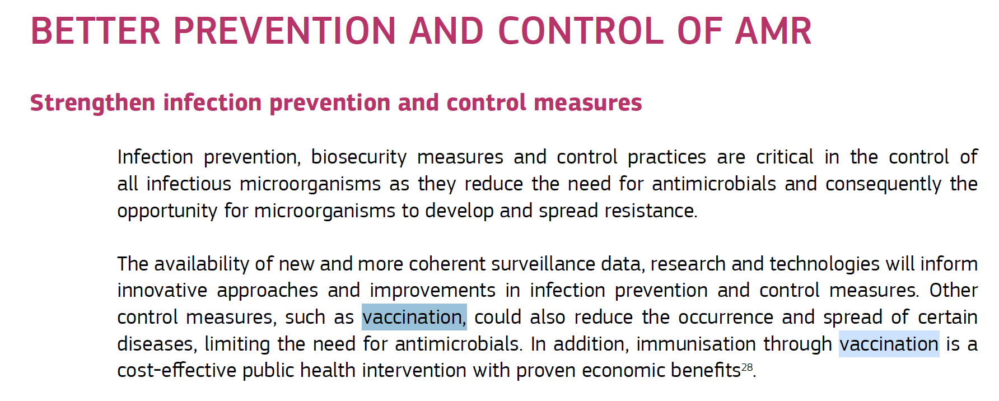 BETTER PREVENTION AND CONTROL OF AMR
Strengthen infection prevention and control measures
Infection prevention, biosecurity measures and control practices are critical in the control of
all infectious microorganisms as they reduce the need for antimicrobials and consequently the
opportunity for microorganisms to develop and spread resistance.
The availability of new and more coherent surveillance data, research and technologies will inform
innovative approaches and improvements in infection prevention and control measures. Other
control measures, such as vaccination, could also reduce the occurrence and spread of certain
diseases, limiting the need for antimicrobials. In addition, immunisation through vaccination is a
cost-effective public health intervention with proven economic benefits²⁸.